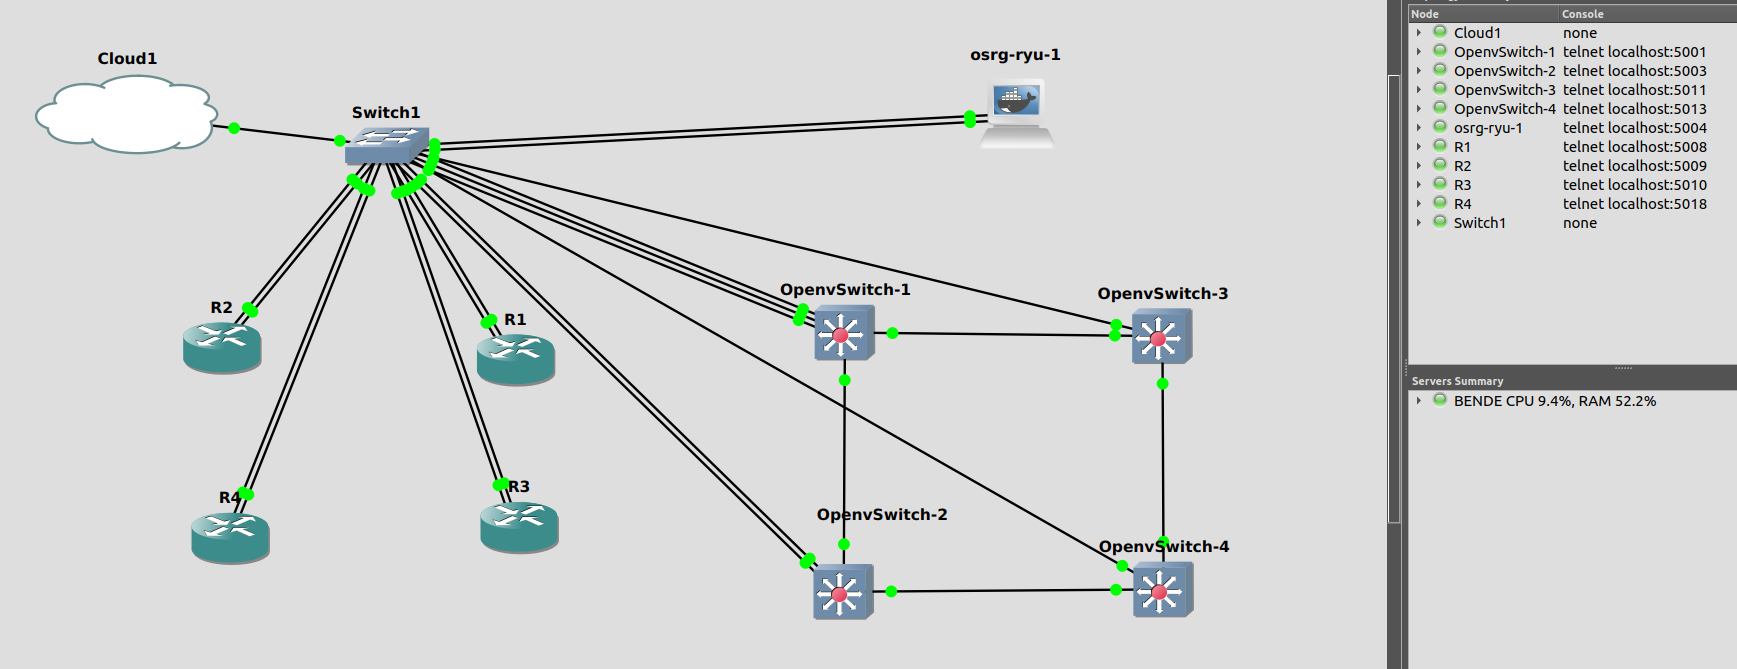 Cloud1
osrg-ryu-1
Switch1
R2
R1
OpenvSwitch-1
OpenvSwitch-3
R4
R3
OpenvSwitch-2
OpenvSwitch-4
Node Console
Cloud1 none
OpenvSwitch-1 telnet localhost:5001
OpenvSwitch-2 telnet localhost:5003
OpenvSwitch-3 telnet localhost:5011
OpenvSwitch-4 telnet localhost:5013
osrg-ryu-1 telnet localhost:5004
R1 telnet localhost:5008
R2 telnet localhost:5009
R3 telnet localhost:5010
R4 telnet localhost:5018
Switch1 none
Servers Summary
BENDE CPU 9.4%, RAM 52.2%